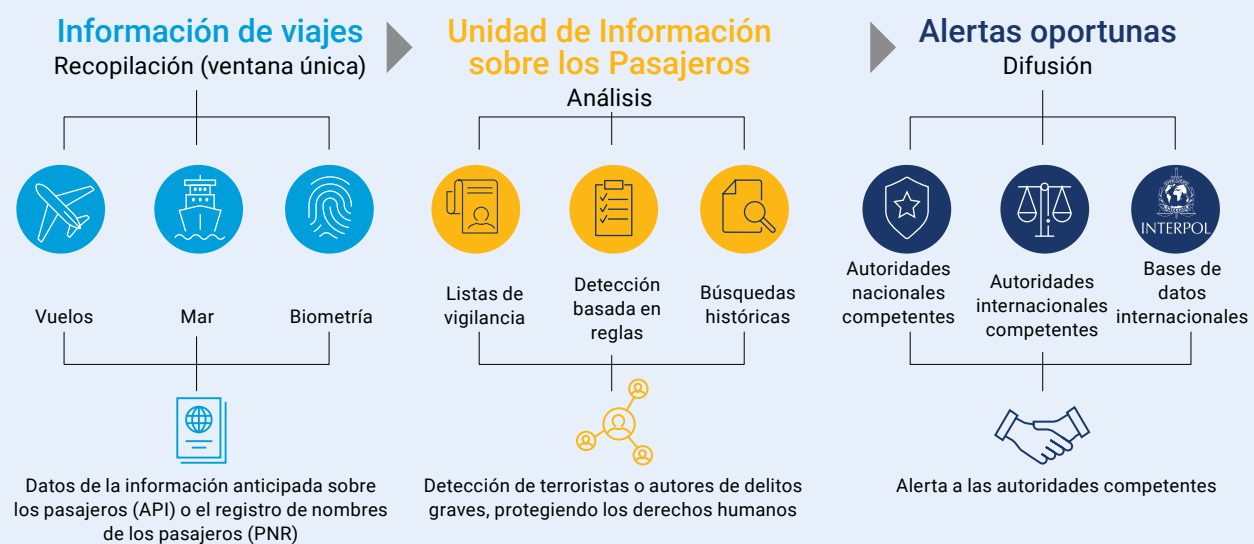 Información de viajes
Recopilación (ventana única)
Vuelos
Mar
Biometría
Datos de la información anticipada sobre
los pasajeros (API) o el registro de nombres
de los pasajeros (PNR)
Unidad de Información
sobre los Pasajeros
Análisis
Listas de
vigilancia
Detección
basada en
reglas
Búsquedas
históricas
Detección de terroristas o autores de delitos
graves, protegiendo los derechos humanos
Alertas oportunas
Difusión
Autoridades
nacionales
competentes
Autoridades
internacionales
competentes
INTERPOL
Bases de
datos
internacionales
Alerta a las autoridades competentes